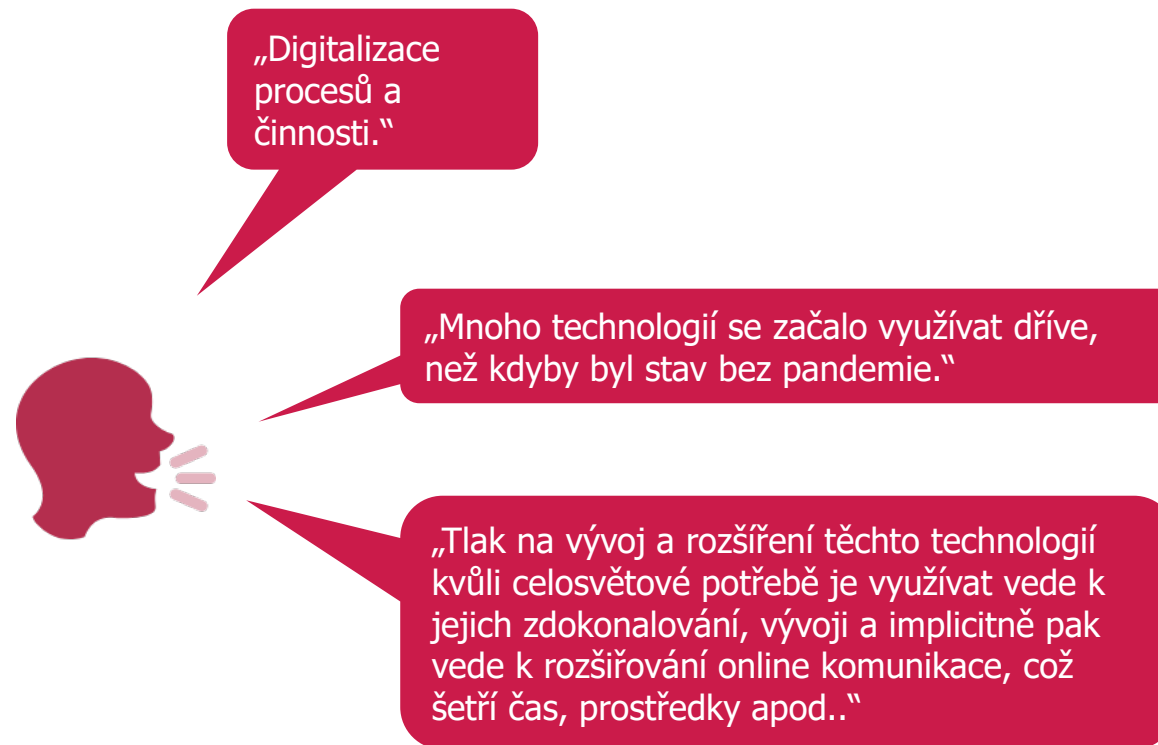 „Digitalizace
procesů a
činnosti.“
„Mnoho technologií se začalo využívat dříve,
než kdyby byl stav bez pandemie.“
„Tlak na vývoj a rozšíření těchto technologií
kvůli celosvětové potřebě je využívat vede k
jejich zdokonalování, vývoji a implicitně pak
vede k rozšiřování online komunikace, což
šetří čas, prostředky apod..“